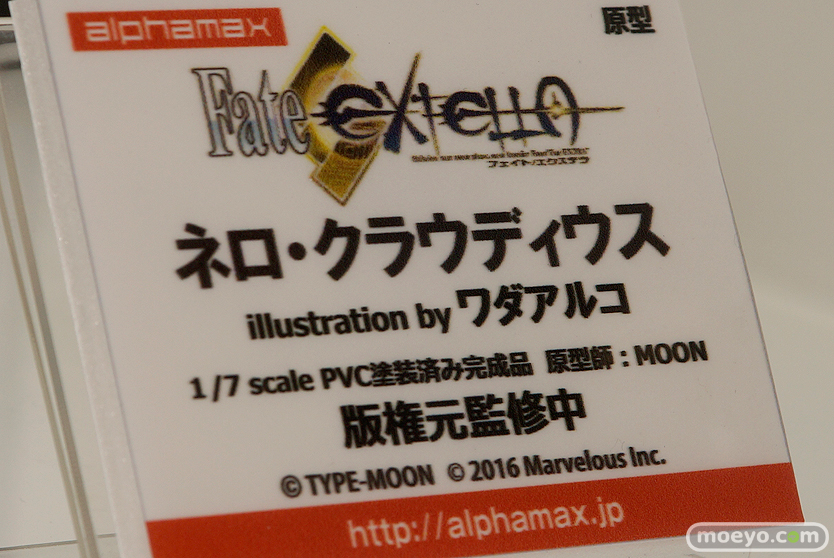 alphamax
原型
Fate EXTELLA
フェイト/エクステラ
ネロ・クラウディウス
illustration by ワダアルコ
1/7 scale PVC塗装済み完成品 原型師：MOON
版権元監修中
© TYPE-MOON © 2016 Marvelous Inc.
http://alphamax.jp
moeyo.com